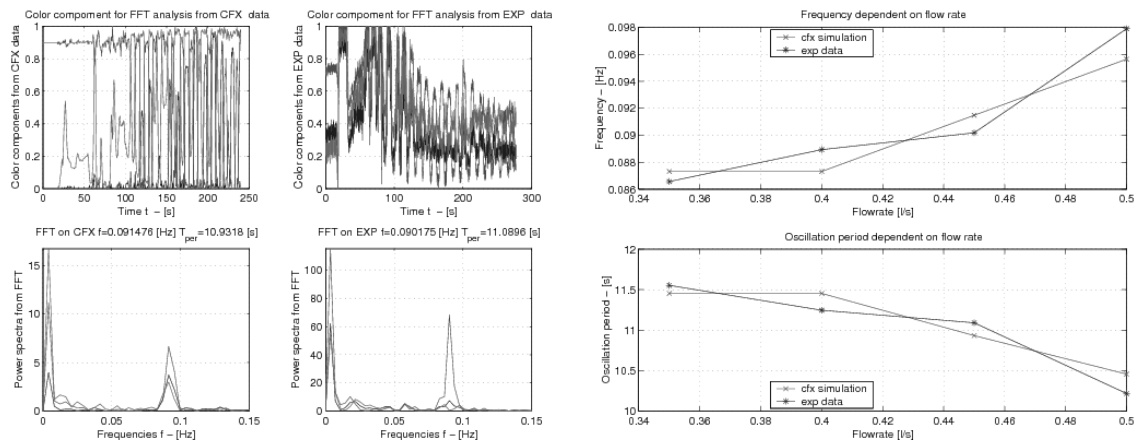 Color compoment for FFT analysis from CFX data
Color components from CFX data
1
0.8
0.6
0.4
0.2
0
0 50 100 150 200 250
Time t - [s]
Color component for FFT analysis from EXP data
Color components from EXP data
1
0.8
0.6
0.4
0.2
0
0 100 200 300
Time t - [s]
FFT on CFX f=0.091476 [Hz] Tper=10.9318 [s]
Power spectra from FFT
15
10
5
0
0 0.05 0.1 0.15
Frequencies f - [Hz]
FFT on EXP f=0.090175 [Hz] Tper=11.0896 [s]
Power spectra from FFT
100
80
60
40
20
0
0 0.05 0.1 0.15
Frequencies f - [Hz]
Frequency dependent on flow rate
Frequency - [Hz]
0.098
0.096
0.094
0.092
0.09
0.088
0.086
cfx simulation
exp data
0.34 0.36 0.38 0.4 0.42 0.44 0.46 0.48 0.5
Flowrate [l/s]
Oscillation period dependent on flow rate
Oscillation period - [s]
12
11.5
11
10.5
10
cfx simulation
exp data
0.34 0.36 0.38 0.4 0.42 0.44 0.46 0.48 0.5
Flowrate [l/s]